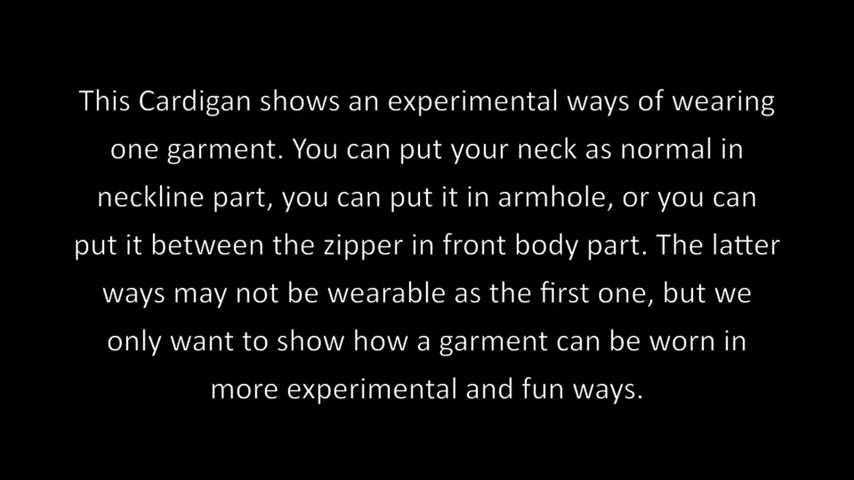 This Cardigan shows an experimental ways of wearing
one garment. You can put your neck as normal in
neckline part, you can put it in armhole, or you can
put it between the zipper in front body part. The latter
ways may not be wearable as the first one, but we
only want to show how a garment can be worn in
more experimental and fun ways.